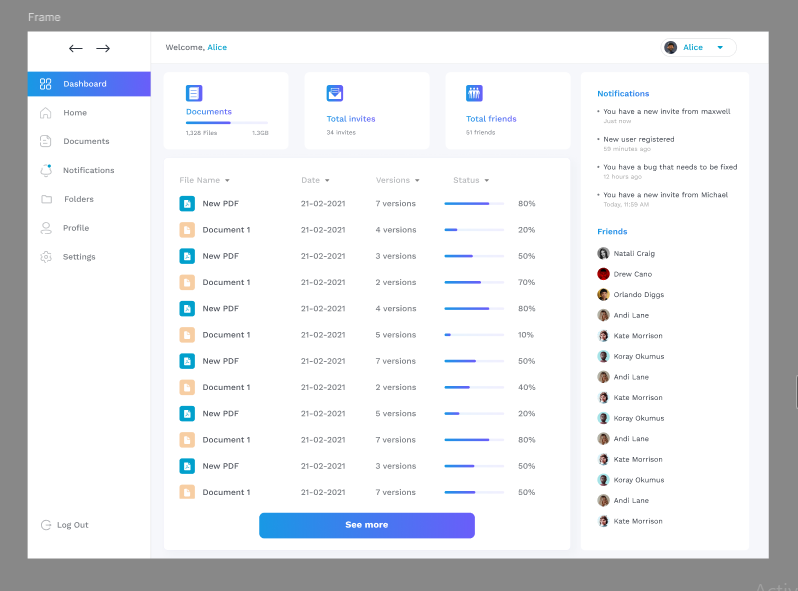 Frame
Welcome, Alice
Alice
Dashboard
Home
Documents
Notifications
Folders
Profile
Settings
Log Out
Documents
1,328 Files 1.3GB
Total invites
34 invites
Total friends
51 friends
File Name Date Versions Status
New PDF 21-02-2021 7 versions 80%
Document 1 21-02-2021 4 versions 20%
New PDF 21-02-2021 3 versions 50%
Document 1 21-02-2021 2 versions 70%
New PDF 21-02-2021 4 versions 80%
Document 1 21-02-2021 5 versions 10%
New PDF 21-02-2021 7 versions 50%
Document 1 21-02-2021 2 versions 40%
New PDF 21-02-2021 5 versions 20%
Document 1 21-02-2021 7 versions 80%
New PDF 21-02-2021 3 versions 50%
Document 1 21-02-2021 7 versions 50%
See more
Notifications
• You have a new invite from maxwell
Just now
• New user registered
59 minutes ago
• You have a bug that needs to be fixed
12 hours ago
• You have a new invite from Michael
Today, 11:59 AM
Friends
Natali Craig
Drew Cano
Orlando Diggs
Andi Lane
Kate Morrison
Koray Okumus
Andi Lane
Kate Morrison
Koray Okumus
Andi Lane
Kate Morrison
Koray Okumus
Andi Lane
Kate Morrison